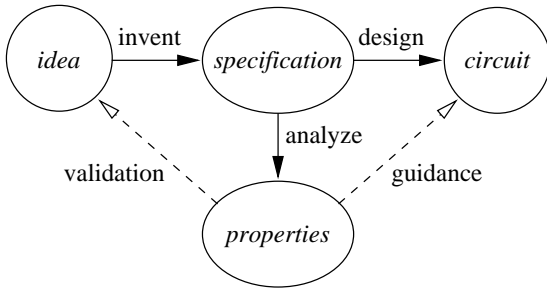 invent
design
idea
specification
circuit
analyze
validation
guidance
properties